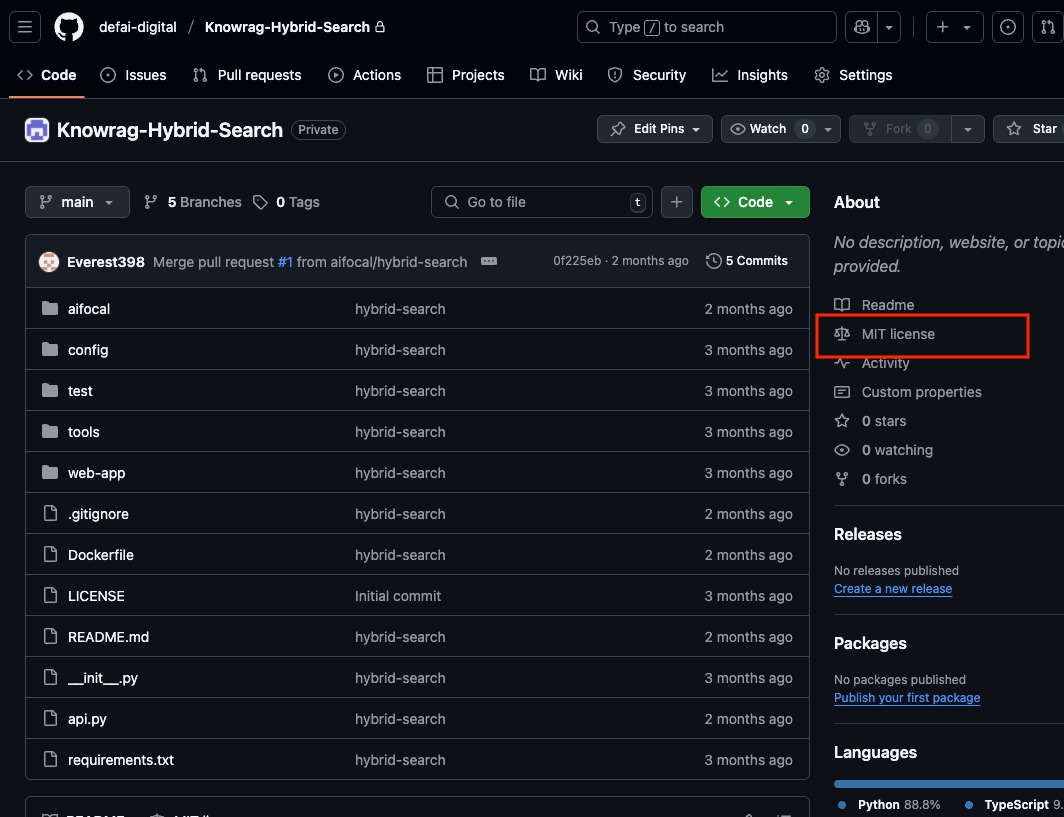 defai-digital / Knowrag-Hybrid-Search Type / to search
Code Issues Pull requests Actions Projects Wiki Security Insights Settings
Knowrag-Hybrid-Search Private Edit Pins Watch 0 Fork 0 Star
main 5 Branches 0 Tags Go to file t Code
Everest398 Merge pull request #1 from aifocal/hybrid-search 0f225eb · 2 months ago 5 Commits
aifocal hybrid-search 2 months ago
config hybrid-search 3 months ago
test hybrid-search 3 months ago
tools hybrid-search 3 months ago
web-app hybrid-search 3 months ago
.gitignore hybrid-search 2 months ago
Dockerfile hybrid-search 2 months ago
LICENSE Initial commit 3 months ago
README.md hybrid-search 2 months ago
__init__.py hybrid-search 3 months ago
api.py hybrid-search 2 months ago
requirements.txt hybrid-search 3 months ago
README
About
No description, website, or
provided.
Readme
MIT license
Activity
Custom properties
0 stars
0 watching
0 forks
Releases
No releases published
Create a new release
Packages
No packages published
Publish your first package
Languages
Python 88.8% TypeScript 9.